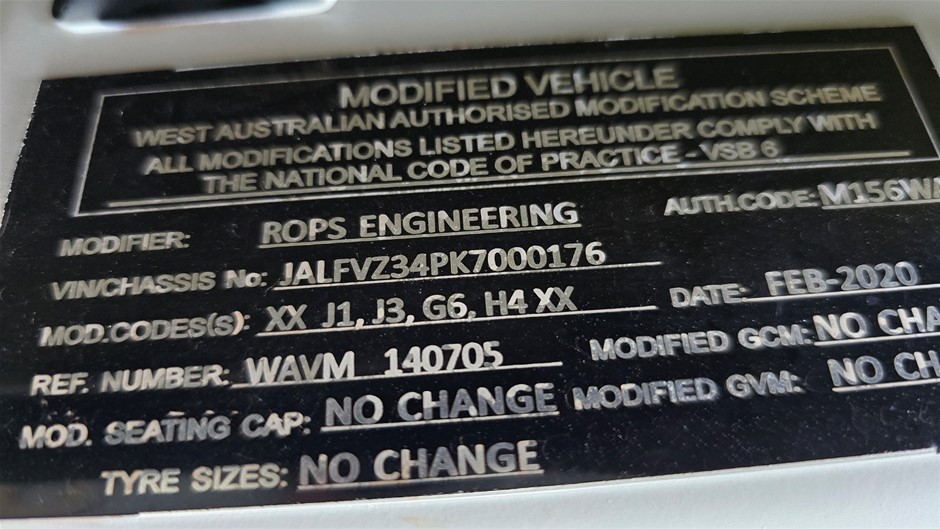 MODIFIED VEHICLE
WEST AUSTRALIAN AUTHORISED MODIFICATION SCHEME
ALL MODIFICATIONS LISTED HEREUNDER COMPLY WITH
THE NATIONAL CODE OF PRACTICE - VSB 6
MODIFIER: ROPS ENGINEERING AUTH.CODE: M156WA
VIN/CHASSIS No: JALFVZ34PK7000176
MOD.CODES(s): XX J1, J3, G6, H4 XX DATE: FEB-2020
REF. NUMBER: WAVM 140705 MODIFIED GCM: NO CHA
MOD. SEATING CAP: NO CHANGE MODIFIED GVM: NO CH
TYRE SIZES: NO CHANGE